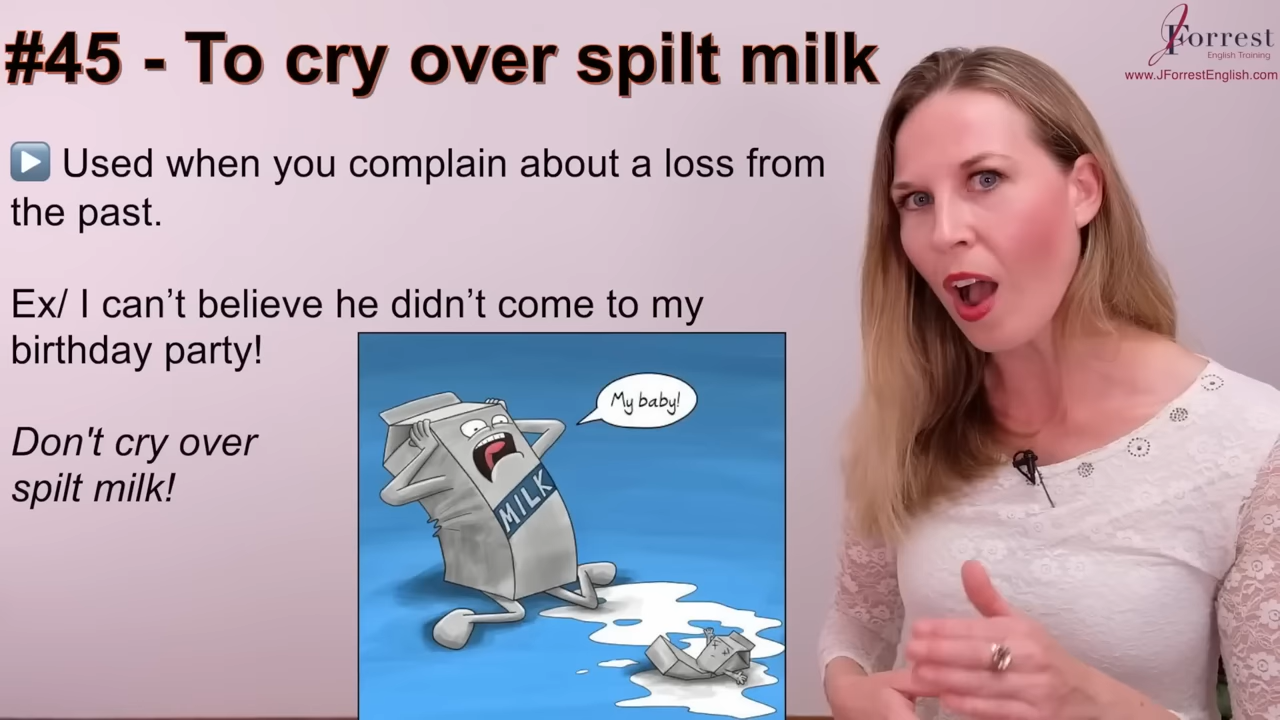 #45 - To cry over spilt milk
JForrest
English Training
www.JForrestEnglish.com
▶ Used when you complain about a loss from
the past.
Ex/ I can’t believe he didn’t come to my
birthday party!
Don't cry over
spilt milk!
My baby!
MILK